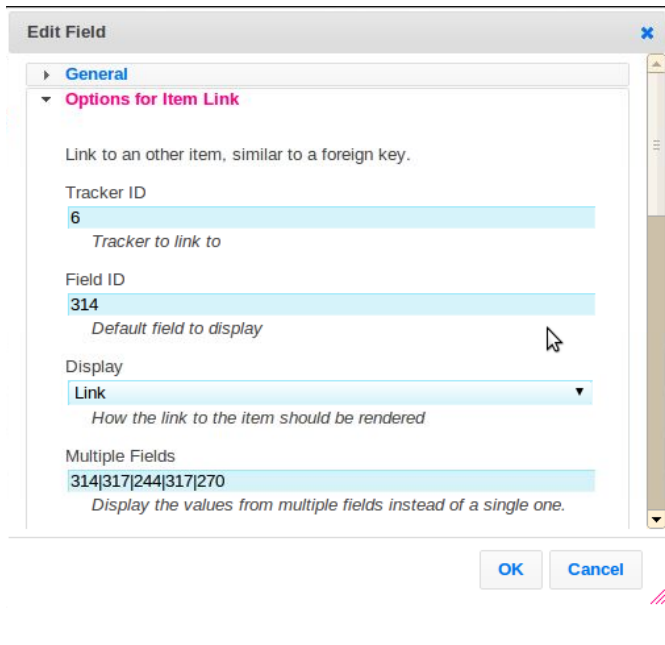 Edit Field
General
Options for Item Link
Link to an other item, similar to a foreign key.
Tracker ID
6
Tracker to link to
Field ID
314
Default field to display
Display
Link
How the link to the item should be rendered
Multiple Fields
314|317|244|317|270
Display the values from multiple fields instead of a single one.
OK Cancel